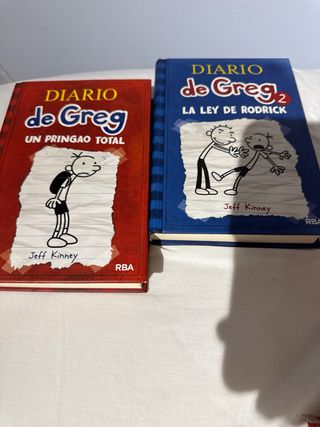 DIARIO
de Greg
UN PRINGAO TOTAL
Jeff Kinney
RBA
DIARIO
de Greg 2
LA LEY DE RODRICK
Jeff Kinney
RBA